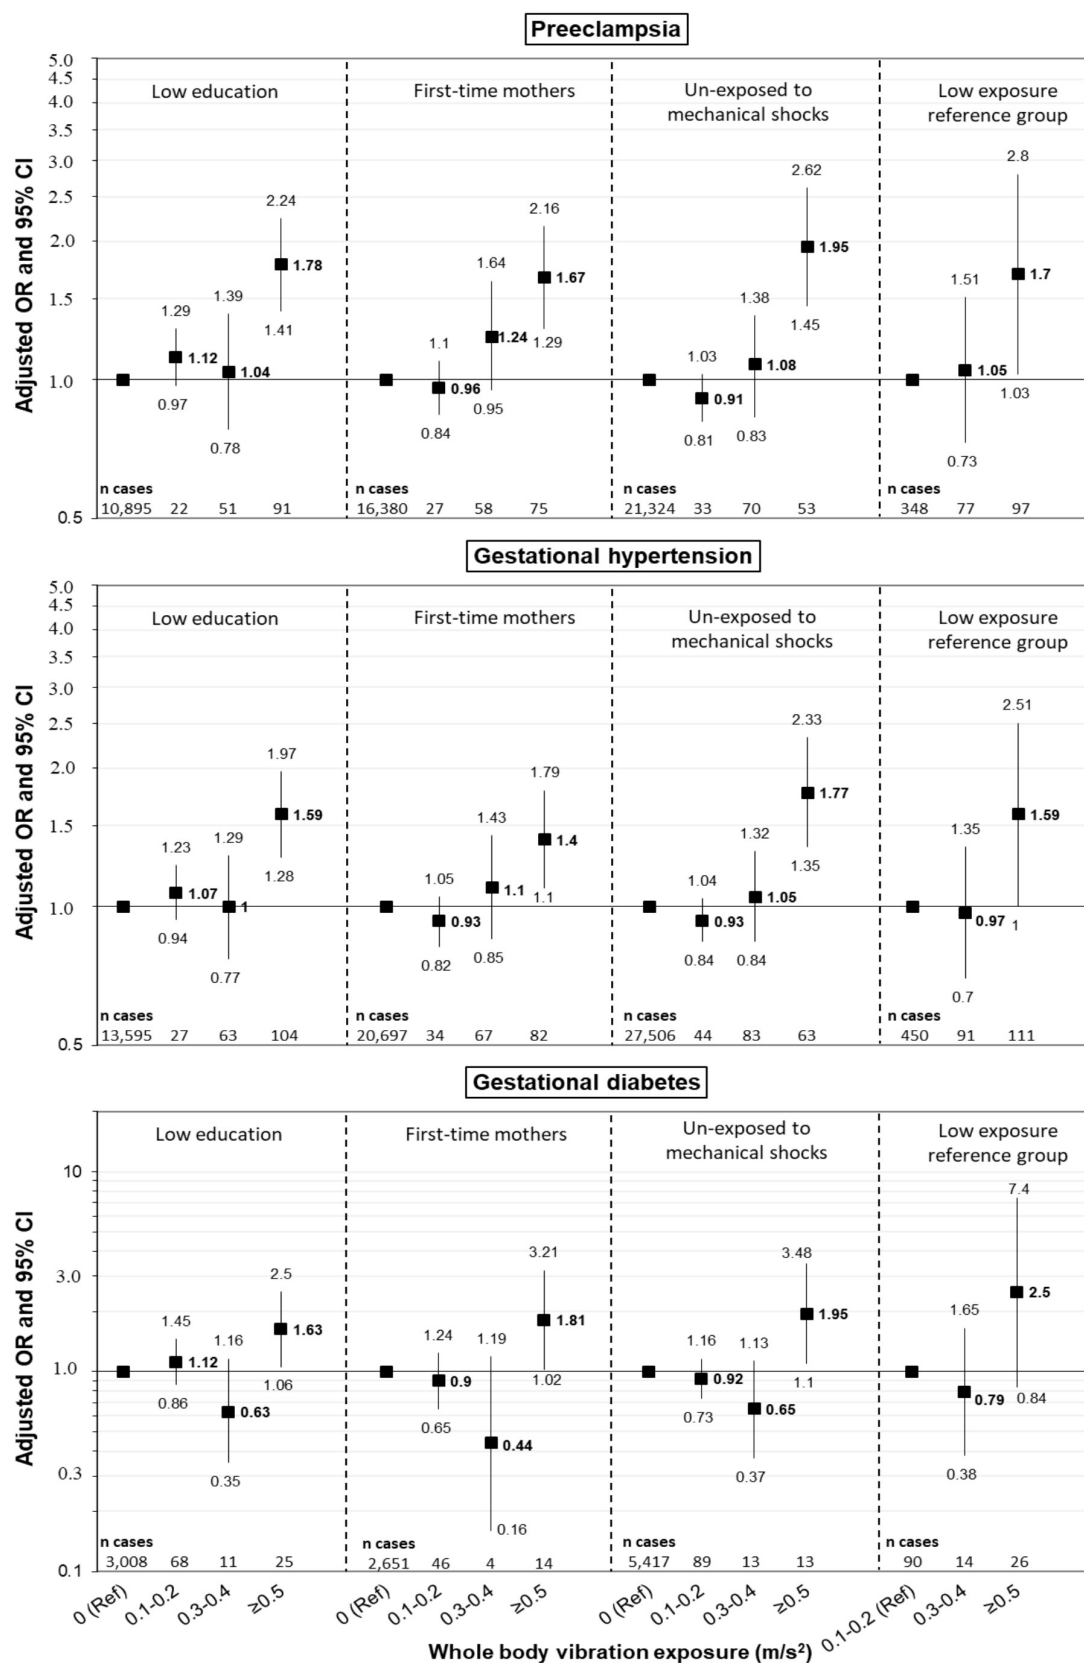 Preeclampsia
Adjusted OR and 95% CI
5.0
4.5
4.0
3.5
3.0
2.5
2.0
1.5
1.0
0.5
Low education
1.29
1.12
0.97
1.39
1.04
0.78
2.24
1.78
1.41
n cases
10,895 22 51 91
First-time mothers
1.1
0.96
0.84
1.64
1.24
0.95
2.16
1.67
1.29
n cases
16,380 27 58 75
Un-exposed to
mechanical shocks
1.03
0.91
0.81
1.38
1.08
0.83
2.62
1.95
1.45
n cases
21,324 33 70 53
Low exposure
reference group
1.51
1.05
0.73
2.8
1.7
1.03
n cases
348 77 97
Gestational hypertension
Adjusted OR and 95% CI
5.0
4.5
4.0
3.5
3.0
2.5
2.0
1.5
1.0
0.5
Low education
1.23
1.07
0.94
1.29
1
0.77
1.97
1.59
1.28
n cases
13,595 27 63 104
First-time mothers
1.05
0.93
0.82
1.43
1.1
0.85
1.79
1.4
1.1
n cases
20,697 34 67 82
Un-exposed to
mechanical shocks
1.04
0.93
0.84
1.32
1.05
0.84
2.33
1.77
1.35
n cases
27,506 44 83 63
Low exposure
reference group
1.35
0.97
0.7
2.51
1.59
1
n cases
450 91 111
Gestational diabetes
Adjusted OR and 95% CI
10
3.0
1.0
0.3
0.1
Low education
1.45
1.12
0.86
1.16
0.63
0.35
2.5
1.63
1.06
n cases
3,008 68 11 25
First-time mothers
1.24
0.9
0.65
1.19
0.44
0.16
3.21
1.81
1.02
n cases
2,651 46 4 14
Un-exposed to
mechanical shocks
1.16
0.92
0.73
1.13
0.65
0.37
3.48
1.95
1.1
n cases
5,417 89 13 13
Low exposure
reference group
1.65
0.79
0.38
7.4
2.5
0.84
n cases
90 14 26
0 (Ref) 0.1-0.2 0.3-0.4 ≥0.5 0 (Ref) 0.1-0.2 0.3-0.4 ≥0.5 0 (Ref) 0.1-0.2 0.3-0.4 ≥0.5 0.1-0.2 (Ref) 0.3-0.4 ≥0.5
Whole body vibration exposure (m/s²)